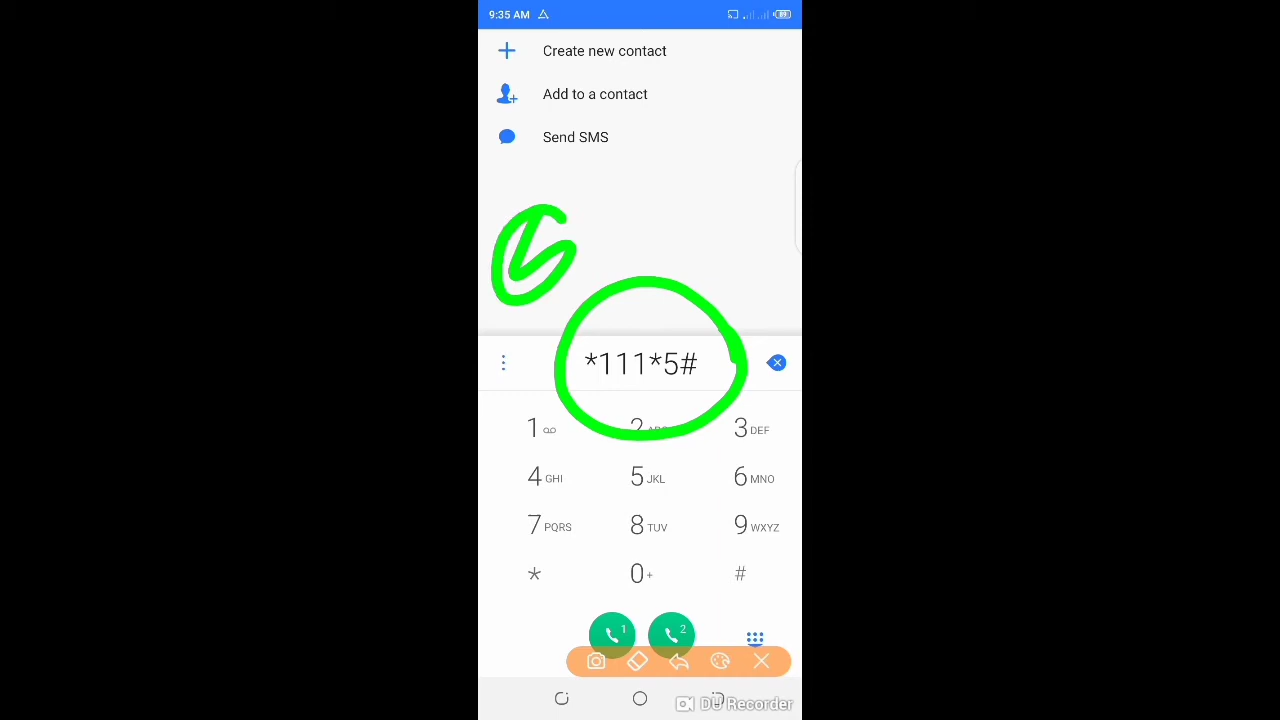 9:35 AM
89
Create new contact
Add to a contact
Send SMS
*111*5#
1
2
3 DEF
4 GHI
5 JKL
6 MNO
7 PQRS
8 TUV
9 WXYZ
*
0 +
#
1
2
DU Recorder